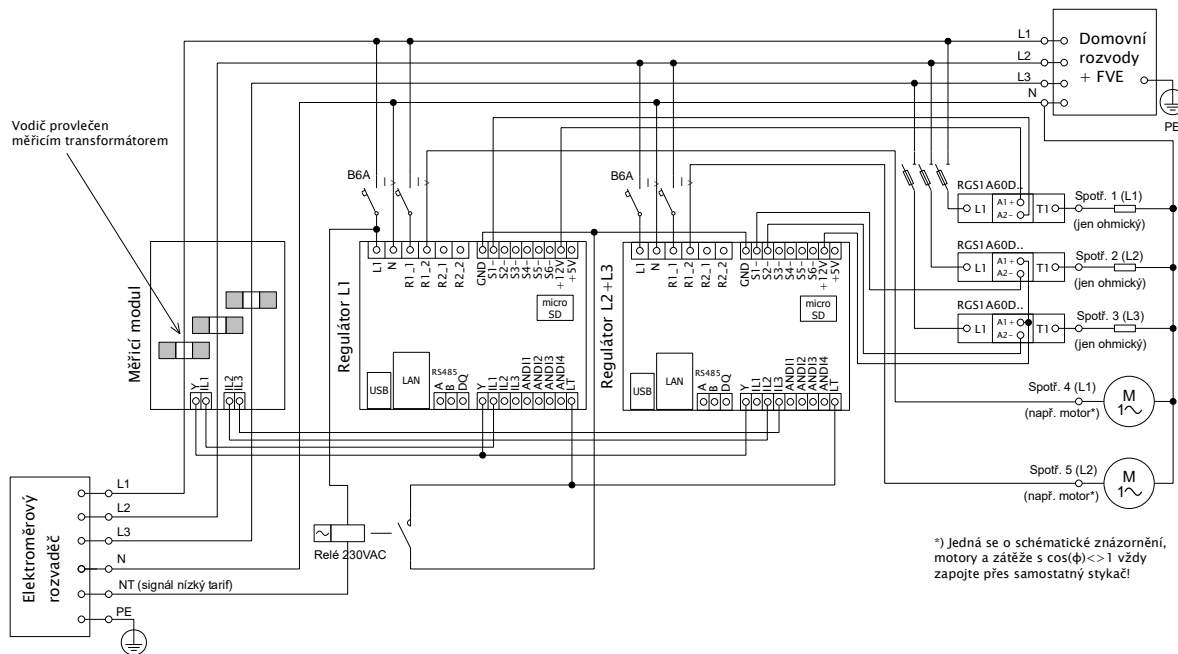 L1
L2
L3
N
Domovní
rozvody
+ FVE
PE
Vodič provlečen
měřicím transformátorem
B6A
I >
I >
B6A
I >
I >
RGS1A60D..
L1
A1+
A2-
T1
Spotř. 1 (L1)
(jen ohmický)
RGS1A60D..
L1
A1+
A2-
T1
Spotř. 2 (L2)
(jen ohmický)
RGS1A60D..
L1
A1+
A2-
T1
Spotř. 3 (L3)
(jen ohmický)
Měřicí modul
Y
IL1
IL2
IL3
Regulátor L1
L1
N
R1_1
R1_2
R2_1
R2_2
GND
S1-
S2-
S3-
S4-
S5-
S6-
+12V
+5V
micro
SD
USB
LAN
RS485
A
B
DQ
Y
IL1
IL2
IL3
ANDI1
ANDI2
ANDI3
ANDI4
LT
Regulátor L2+L3
L1
N
R1_1
R1_2
R2_1
R2_2
GND
S1-
S2-
S3-
S4-
S5-
S6-
+12V
+5V
micro
SD
USB
LAN
RS485
A
B
DQ
Y
IL1
IL2
IL3
ANDI1
ANDI2
ANDI3
ANDI4
LT
Spotř. 4 (L1)
(např. motor*)
M
1~
Spotř. 5 (L2)
(např. motor*)
M
1~
Elektroměrový
rozvaděč
L1
L2
L3
N
NT (signál nízký tarif)
PE
~
Relé 230VAC
*) Jedná se o schématické znázornění,
motory a zátěže s cos(ϕ)<>1 vždy
zapojte přes samostatný stykač!